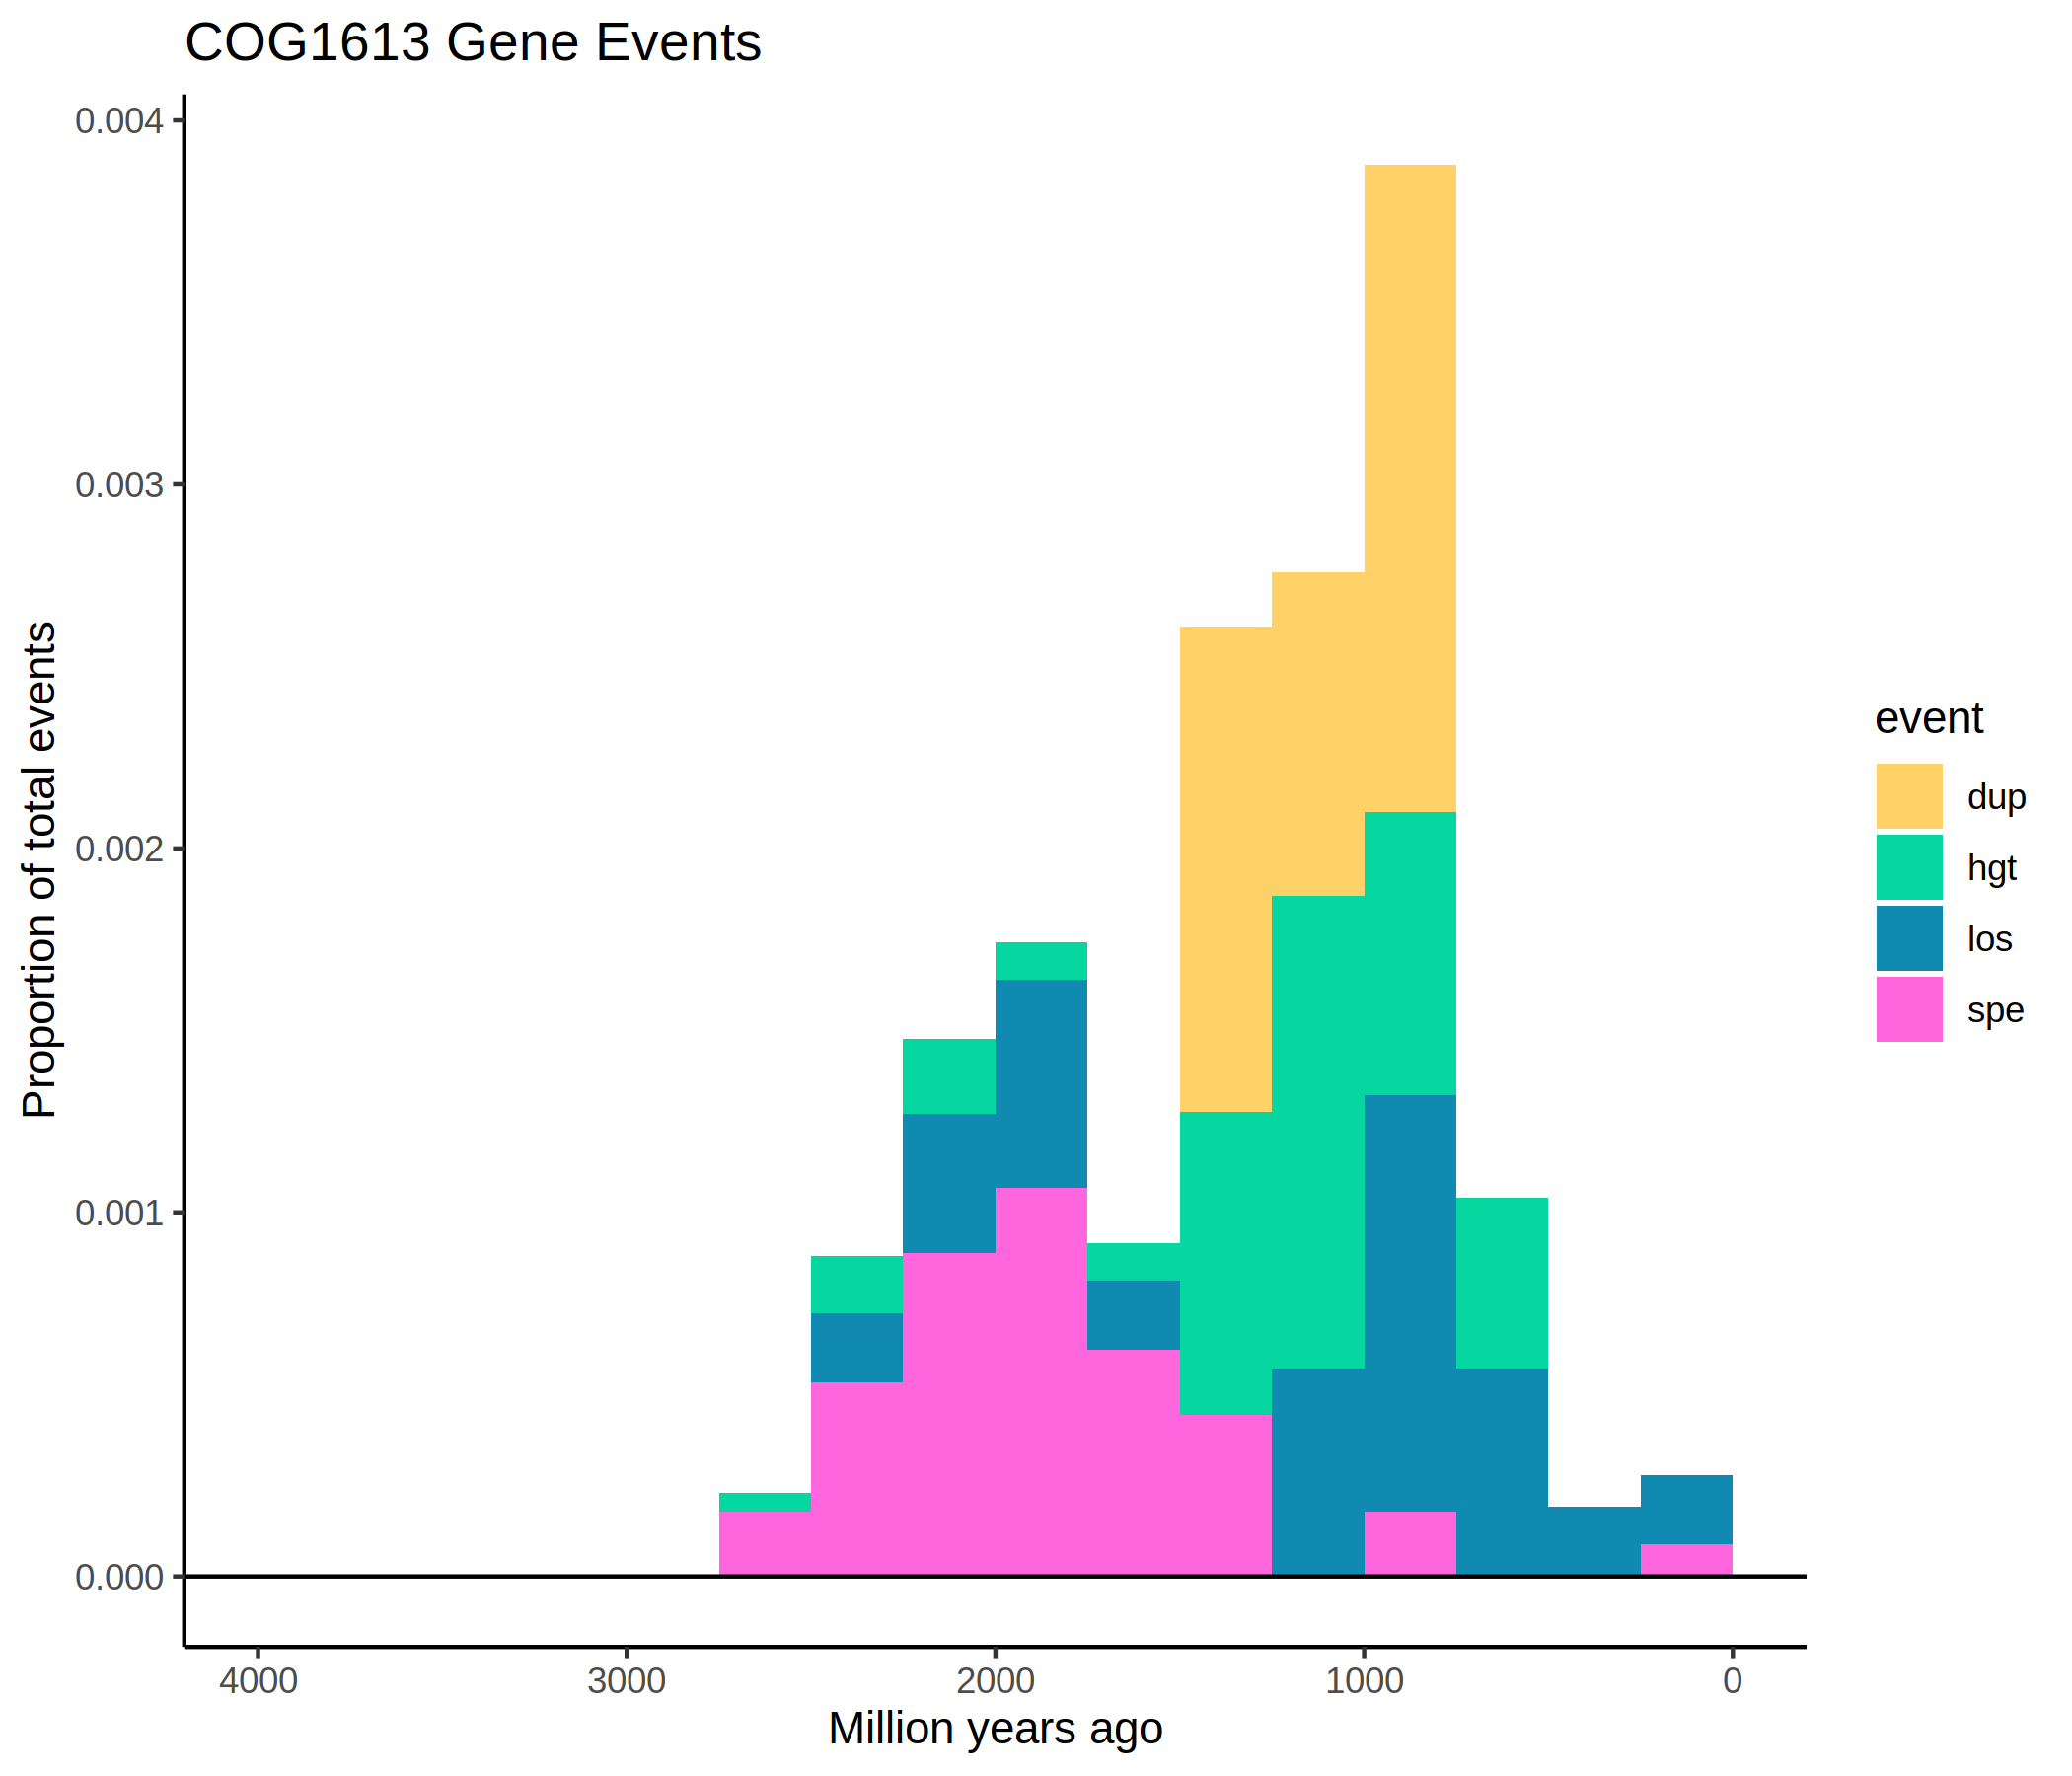 COG1613 Gene Events
Proportion of total events
0.004
0.003
0.002
0.001
0.000
4000 3000 2000 1000 0
Million years ago
event
dup
hgt
los
spe